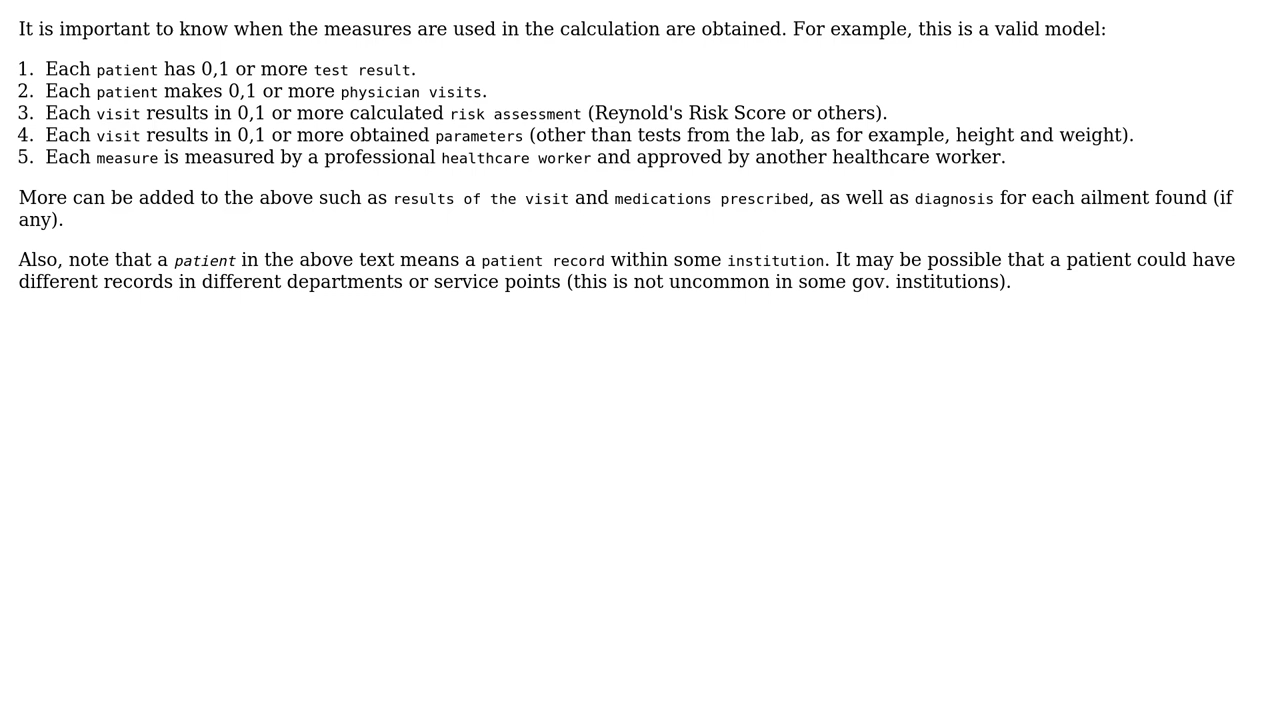 It is important to know when the measures are used in the calculation are obtained. For example, this is a valid model:
1. Each patient has 0,1 or more test result.
2. Each patient makes 0,1 or more physician visits.
3. Each visit results in 0,1 or more calculated risk assessment (Reynold's Risk Score or others).
4. Each visit results in 0,1 or more obtained parameters (other than tests from the lab, as for example, height and weight).
5. Each measure is measured by a professional healthcare worker and approved by another healthcare worker.
More can be added to the above such as results of the visit and medications prescribed, as well as diagnosis for each ailment found (if
any).
Also, note that a patient in the above text means a patient record within some institution. It may be possible that a patient could have
different records in different departments or service points (this is not uncommon in some gov. institutions).